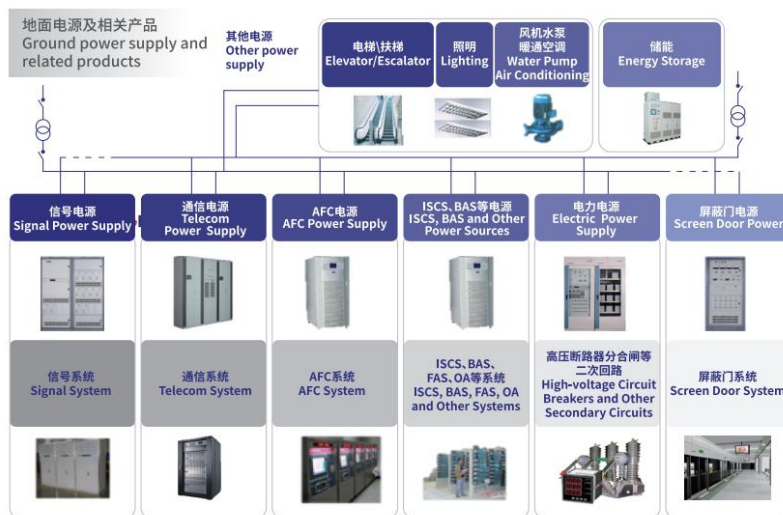 地面电源及相关产品
Ground power supply and
related products
其他电源
Other power
supply
电梯\扶梯
Elevator/Escalator
照明
Lighting
风机水泵
暖通空调
Water Pump
Air Conditioning
储能
Energy Storage
信号电源
Signal Power Supply
通信电源
Telecom
Power Supply
AFC电源
AFC Power Supply
ISCS、BAS等电源
ISCS, BAS and Other
Power Sources
电力电源
Electric Power
Supply
屏蔽门电源
Screen Door Power
信号系统
Signal System
通信系统
Telecom System
AFC系统
AFC System
ISCS、BAS、
FAS、OA等系统
ISCS, BAS, FAS, OA
and Other Systems
高压断路器分合闸等
二次回路
High-voltage Circuit
Breakers and Other
Secondary Circuits
屏蔽门系统
Screen Door System